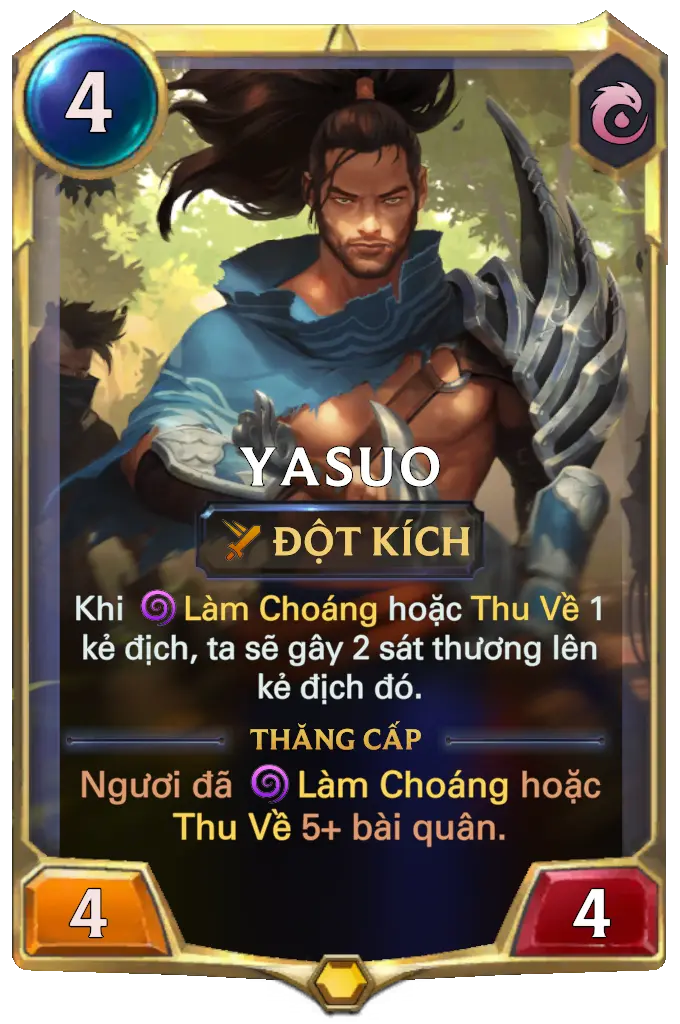 4
YASUO
ĐỘT KÍCH
Khi Làm Choáng hoặc Thu Về 1
kẻ địch, ta sẽ gây 2 sát thương lên
kẻ địch đó.
THĂNG CẤP
Ngươi đã Làm Choáng hoặc
Thu Về 5+ bài quân.
4
4